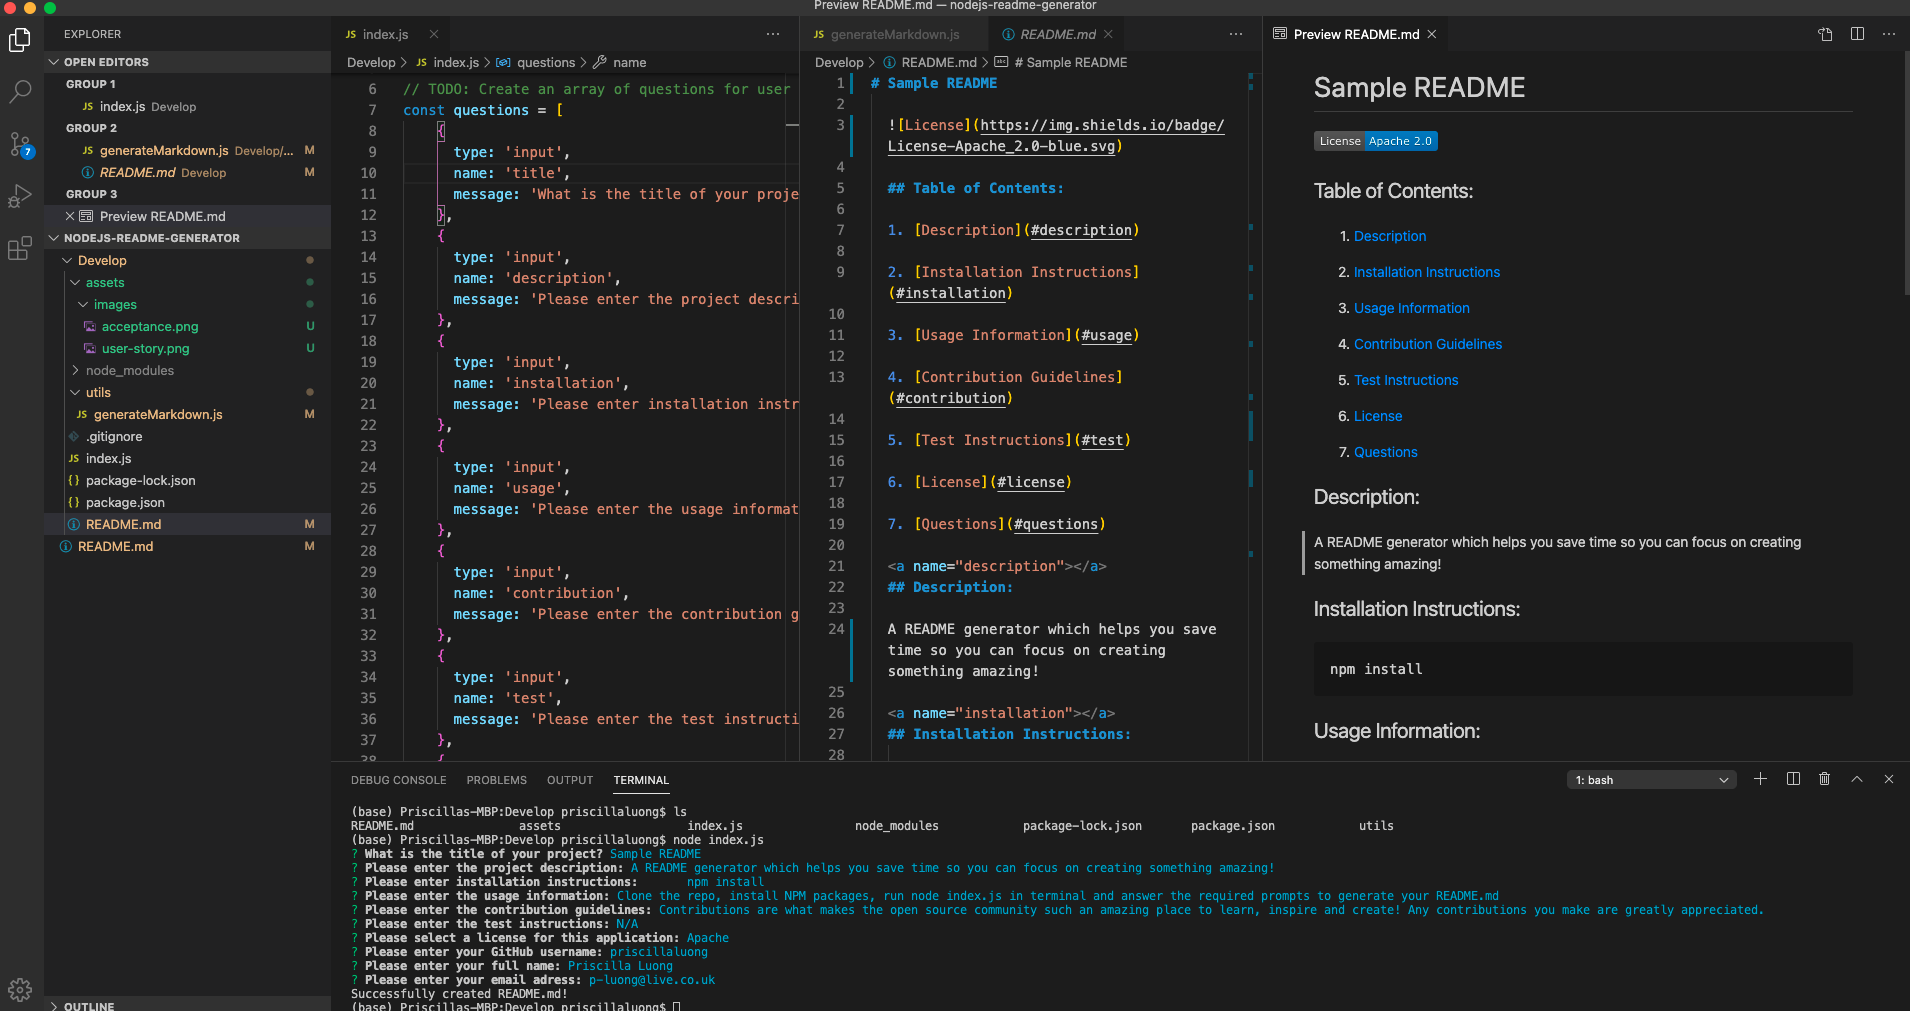 Preview README.md — nodejs-readme-generator
EXPLORER
OPEN EDITORS
GROUP 1
JS index.js Develop
GROUP 2
JS generateMarkdown.js Develop/... M
README.md Develop M
GROUP 3
Preview README.md
7
NODEJS-README-GENERATOR
Develop
assets
images
acceptance.png U
user-story.png U
node_modules
utils
JS generateMarkdown.js M
.gitignore
JS index.js
{} package-lock.json
{} package.json
README.md M
README.md M
OUTLINE
JS index.js
Develop > JS index.js > questions > name
6 // TODO: Create an array of questions for user
7 const questions = [
8 {
9 type: 'input',
10 name: 'title',
11 message: 'What is the title of your proje
12 },
13 {
14 type: 'input',
15 name: 'description',
16 message: 'Please enter the project descri
17 },
18 {
19 type: 'input',
20 name: 'installation',
21 message: 'Please enter installation instr
22 },
23 {
24 type: 'input',
25 name: 'usage',
26 message: 'Please enter the usage informat
27 },
28 {
29 type: 'input',
30 name: 'contribution',
31 message: 'Please enter the contribution g
32 },
33 {
34 type: 'input',
35 name: 'test',
36 message: 'Please enter the test instructi
37 },
38 {
JS generateMarkdown.js
README.md
Develop > README.md > # Sample README
1 # Sample README
2
3 ![License](https://img.shields.io/badge/
License-Apache_2.0-blue.svg)
4
5 ## Table of Contents:
6
7 1. [Description](#description)
8
9 2. [Installation Instructions]
(#installation)
10
11 3. [Usage Information](#usage)
12
13 4. [Contribution Guidelines]
(#contribution)
14
15 5. [Test Instructions](#test)
16
17 6. [License](#license)
18
19 7. [Questions](#questions)
20
21 <a name="description"></a>
22 ## Description:
23
24 A README generator which helps you save
time so you can focus on creating
something amazing!
25
26 <a name="installation"></a>
27 ## Installation Instructions:
28
Preview README.md
Sample README
License Apache 2.0
Table of Contents:
1. Description
2. Installation Instructions
3. Usage Information
4. Contribution Guidelines
5. Test Instructions
6. License
7. Questions
Description:
A README generator which helps you save time so you can focus on creating
something amazing!
Installation Instructions:
npm install
Usage Information:
DEBUG CONSOLE PROBLEMS OUTPUT TERMINAL
1: bash
(base) Priscillas-MBP:Develop priscillaluong$ ls
README.md assets index.js node_modules package-lock.json package.json utils
(base) Priscillas-MBP:Develop priscillaluong$ node index.js
? What is the title of your project? Sample README
? Please enter the project description: A README generator which helps you save time so you can focus on creating something amazing!
? Please enter installation instructions: npm install
? Please enter the usage information: Clone the repo, install NPM packages, run node index.js in terminal and answer the required prompts to generate your README.md
? Please enter the contribution guidelines: Contributions are what makes the open source community such an amazing place to learn, inspire and create! Any contributions you make are greatly appreciated.
? Please enter the test instructions: N/A
? Please select a license for this application: Apache
? Please enter your GitHub username: priscillaluong
? Please enter your full name: Priscilla Luong
? Please enter your email adress: p-luong@live.co.uk
Successfully created README.md!
(base) Priscillas-MBP:Develop priscillaluong$